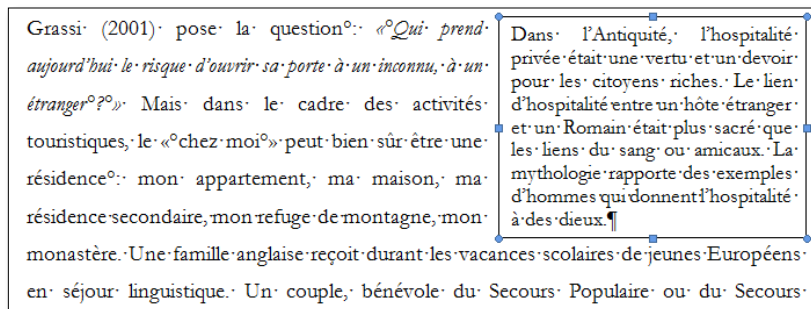 Grassi (2001) pose la question°: «°Qui prend
aujourd'hui le risque d'ouvrir sa porte à un inconnu, à un
étranger°?°» Mais dans le cadre des activités
touristiques, le «°chez moi°» peut bien sûr être une
résidence°: mon appartement, ma maison, ma
résidence secondaire, mon refuge de montagne, mon
monastère. Une famille anglaise reçoit durant les vacances scolaires de jeunes Européens
en séjour linguistique. Un couple, bénévole du Secours Populaire ou du Secours
Dans l'Antiquité, l'hospitalité
privée était une vertu et un devoir
pour les citoyens riches. Le lien
d'hospitalité entre un hôte étranger
et un Romain était plus sacré que
les liens du sang ou amicaux. La
mythologie rapporte des exemples
d'hommes qui donnent l'hospitalité
à des dieux.¶